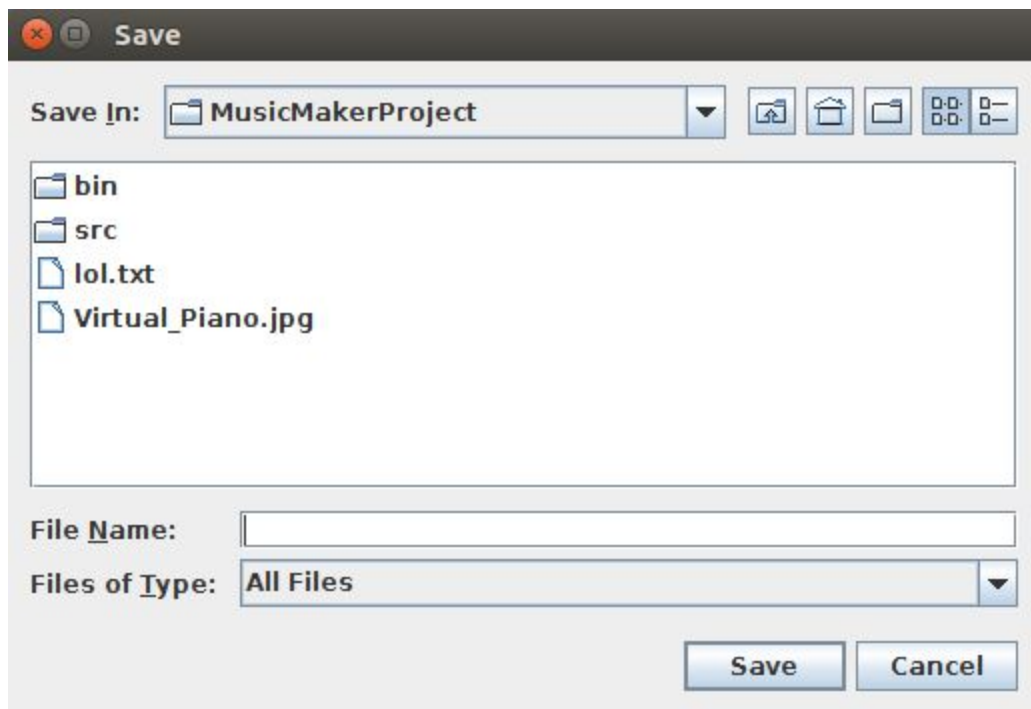 Save
Save In: MusicMakerProject
bin
src
lol.txt
Virtual_Piano.jpg
File Name:
Files of Type: All Files
Save Cancel